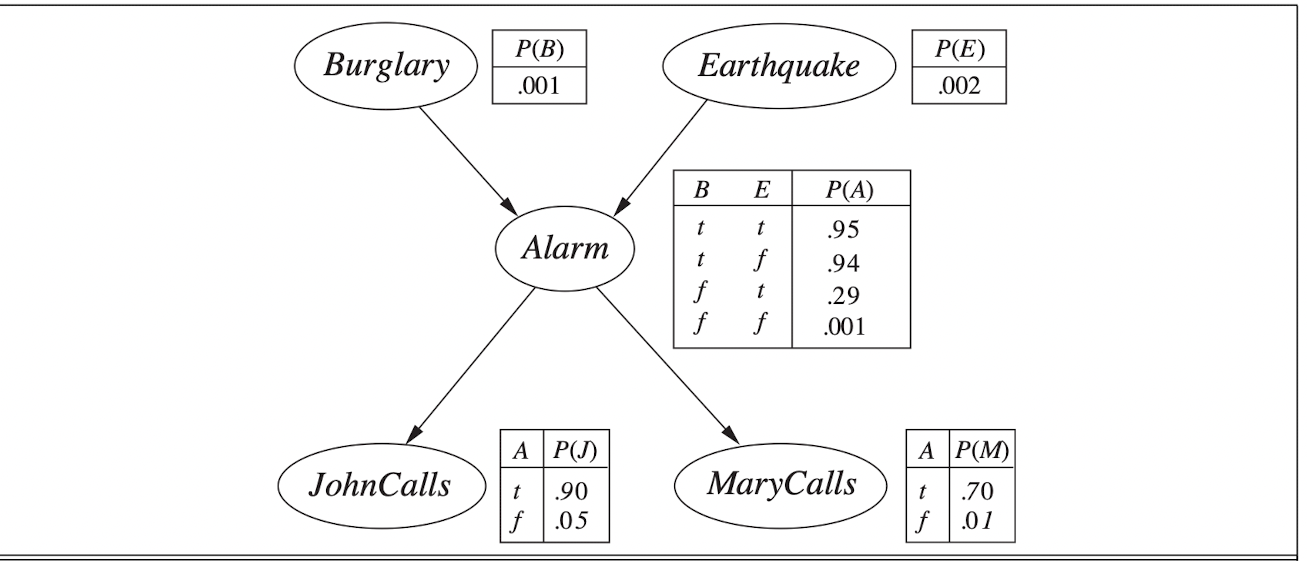 Burglary
P(B)
.001
Earthquake
P(E)
.002
Alarm
B E P(A)
t t .95
t f .94
f t .29
f f .001
JohnCalls
A P(J)
t .90
f .05
MaryCalls
A P(M)
t .70
f .01